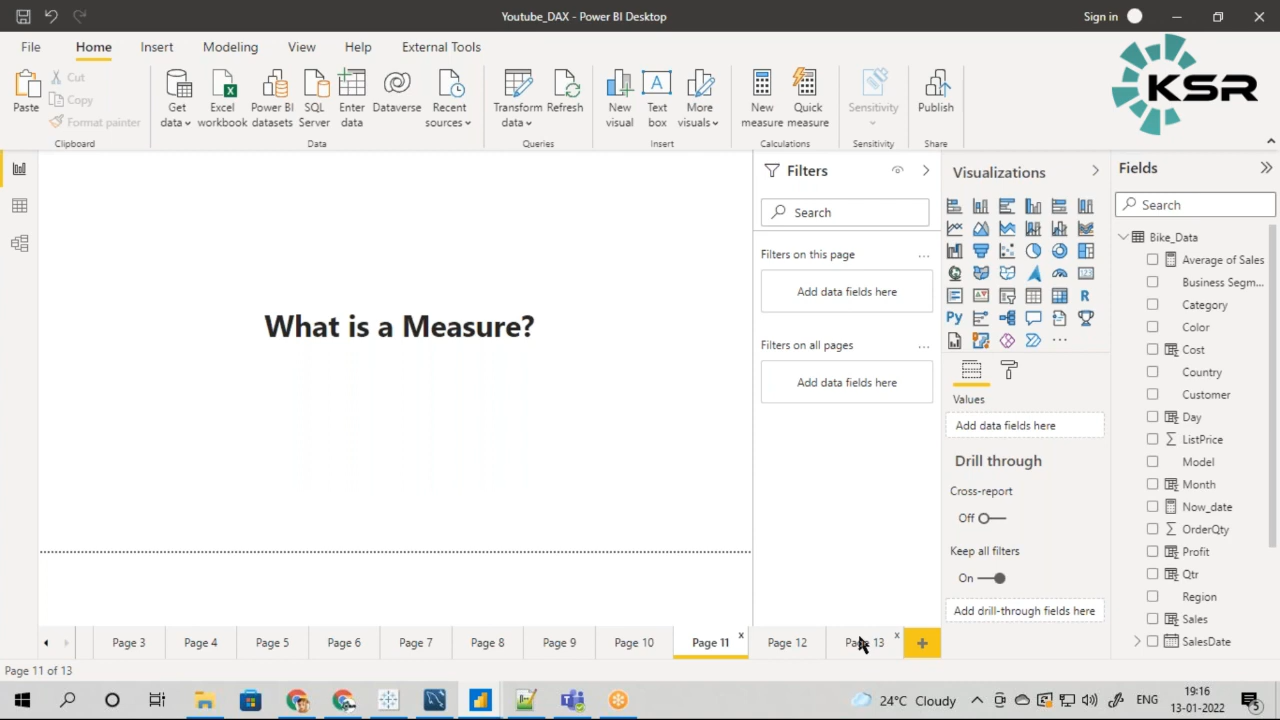 Youtube_DAX - Power BI Desktop
Sign in
File Home Insert Modeling View Help External Tools
KSR
Paste
Cut
Copy
Format painter
Clipboard
Get data
Excel workbook
Power BI datasets
SQL Server
Enter data
Dataverse
Recent sources
Data
Transform data
Refresh
Queries
New visual
Text box
More visuals
Insert
New measure
Quick measure
Calculations
Sensitivity
Sensitivity
Publish
Share
What is a Measure?
Filters
Search
Filters on this page
...
Add data fields here
Filters on all pages
...
Add data fields here
Visualizations
R
Py
...
Values
Add data fields here
Drill through
Cross-report
Off
Keep all filters
On
Add drill-through fields here
Fields
Search
Bike_Data
Average of Sales
Business Segm...
Category
Color
Cost
Country
Customer
Day
ListPrice
Model
Month
Now_date
OrderQty
Profit
Qtr
Region
Sales
SalesDate
Page 3 Page 4 Page 5 Page 6 Page 7 Page 8 Page 9 Page 10 Page 11 Page 12 Page 13
Page 11 of 13
24°C Cloudy
ENG
19:16
13-01-2022
5